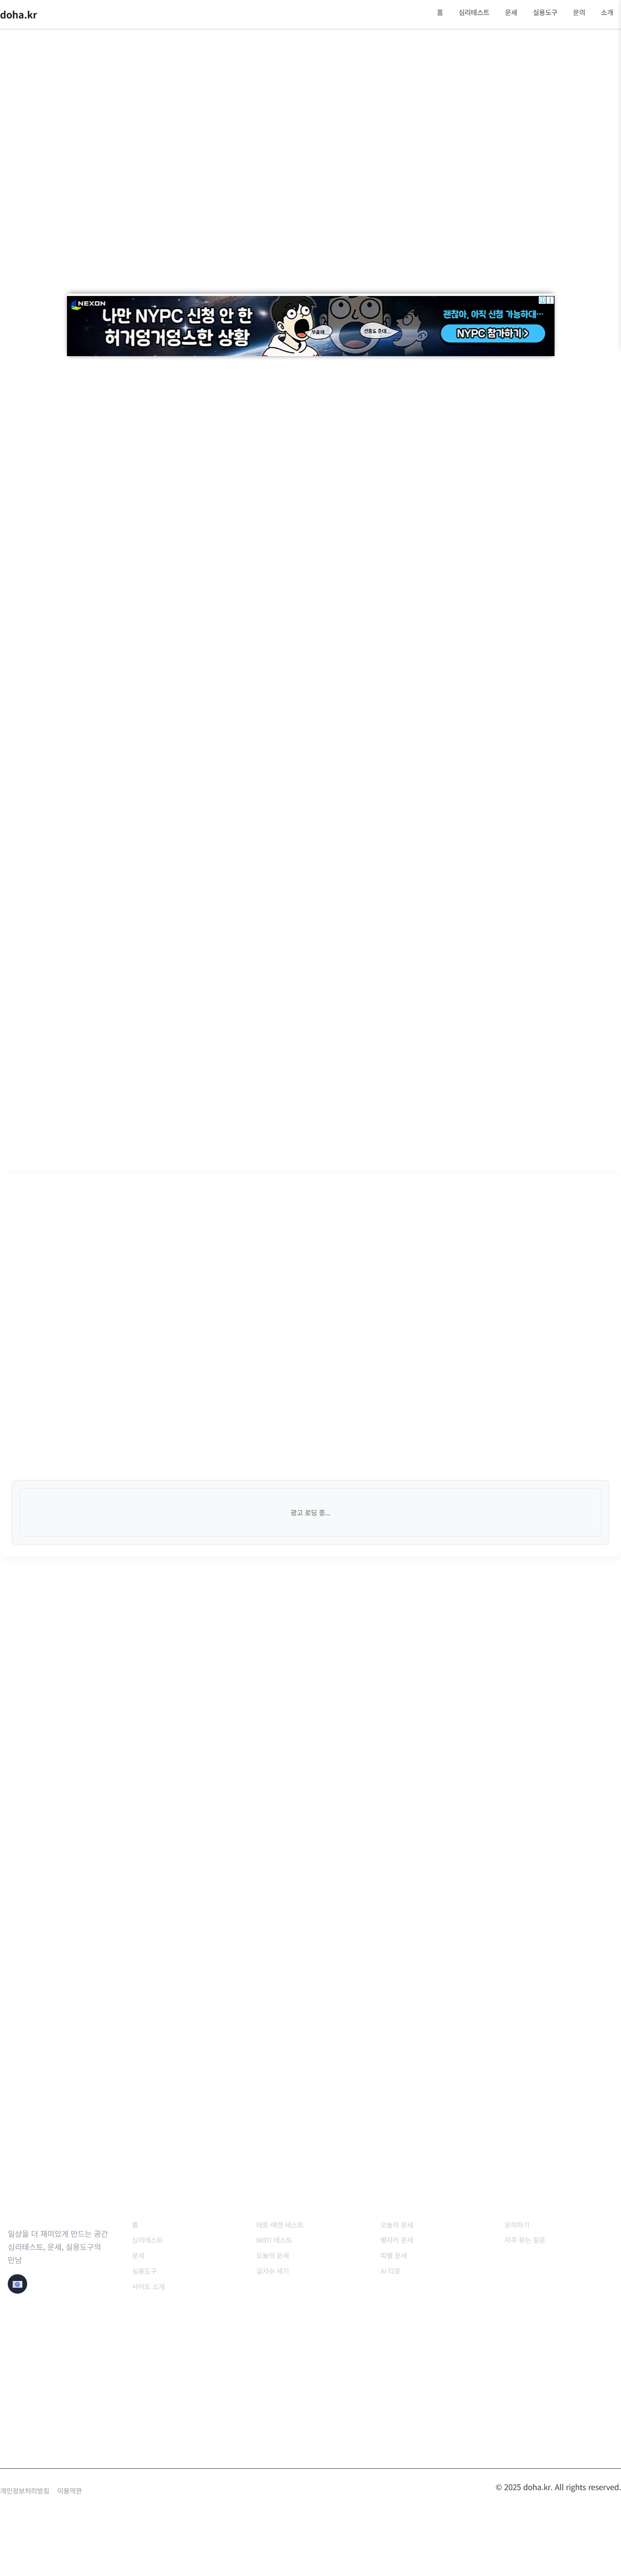 doha.kr
홈 심리테스트 운세 실용도구 문의 소개
NEXON
나만 NYPC 신청 안 한
허거덩거덩스한 상황
무슬래..
선물도 준대...
괜찮아, 아직 신청 가능하대…
NYPC 참가하기
광고 로딩 중...
일상을 더 재미있게 만드는 공간
심리테스트, 운세, 실용도구의
만남
홈
심리테스트
운세
실용도구
사이트 소개
테토-에겐 테스트
MBTI 테스트
오늘의 운세
글자수 세기
오늘의 운세
별자리 운세
띠별 운세
AI 타로
문의하기
자주 묻는 질문
개인정보처리방침 이용약관
© 2025 doha.kr. All rights reserved.